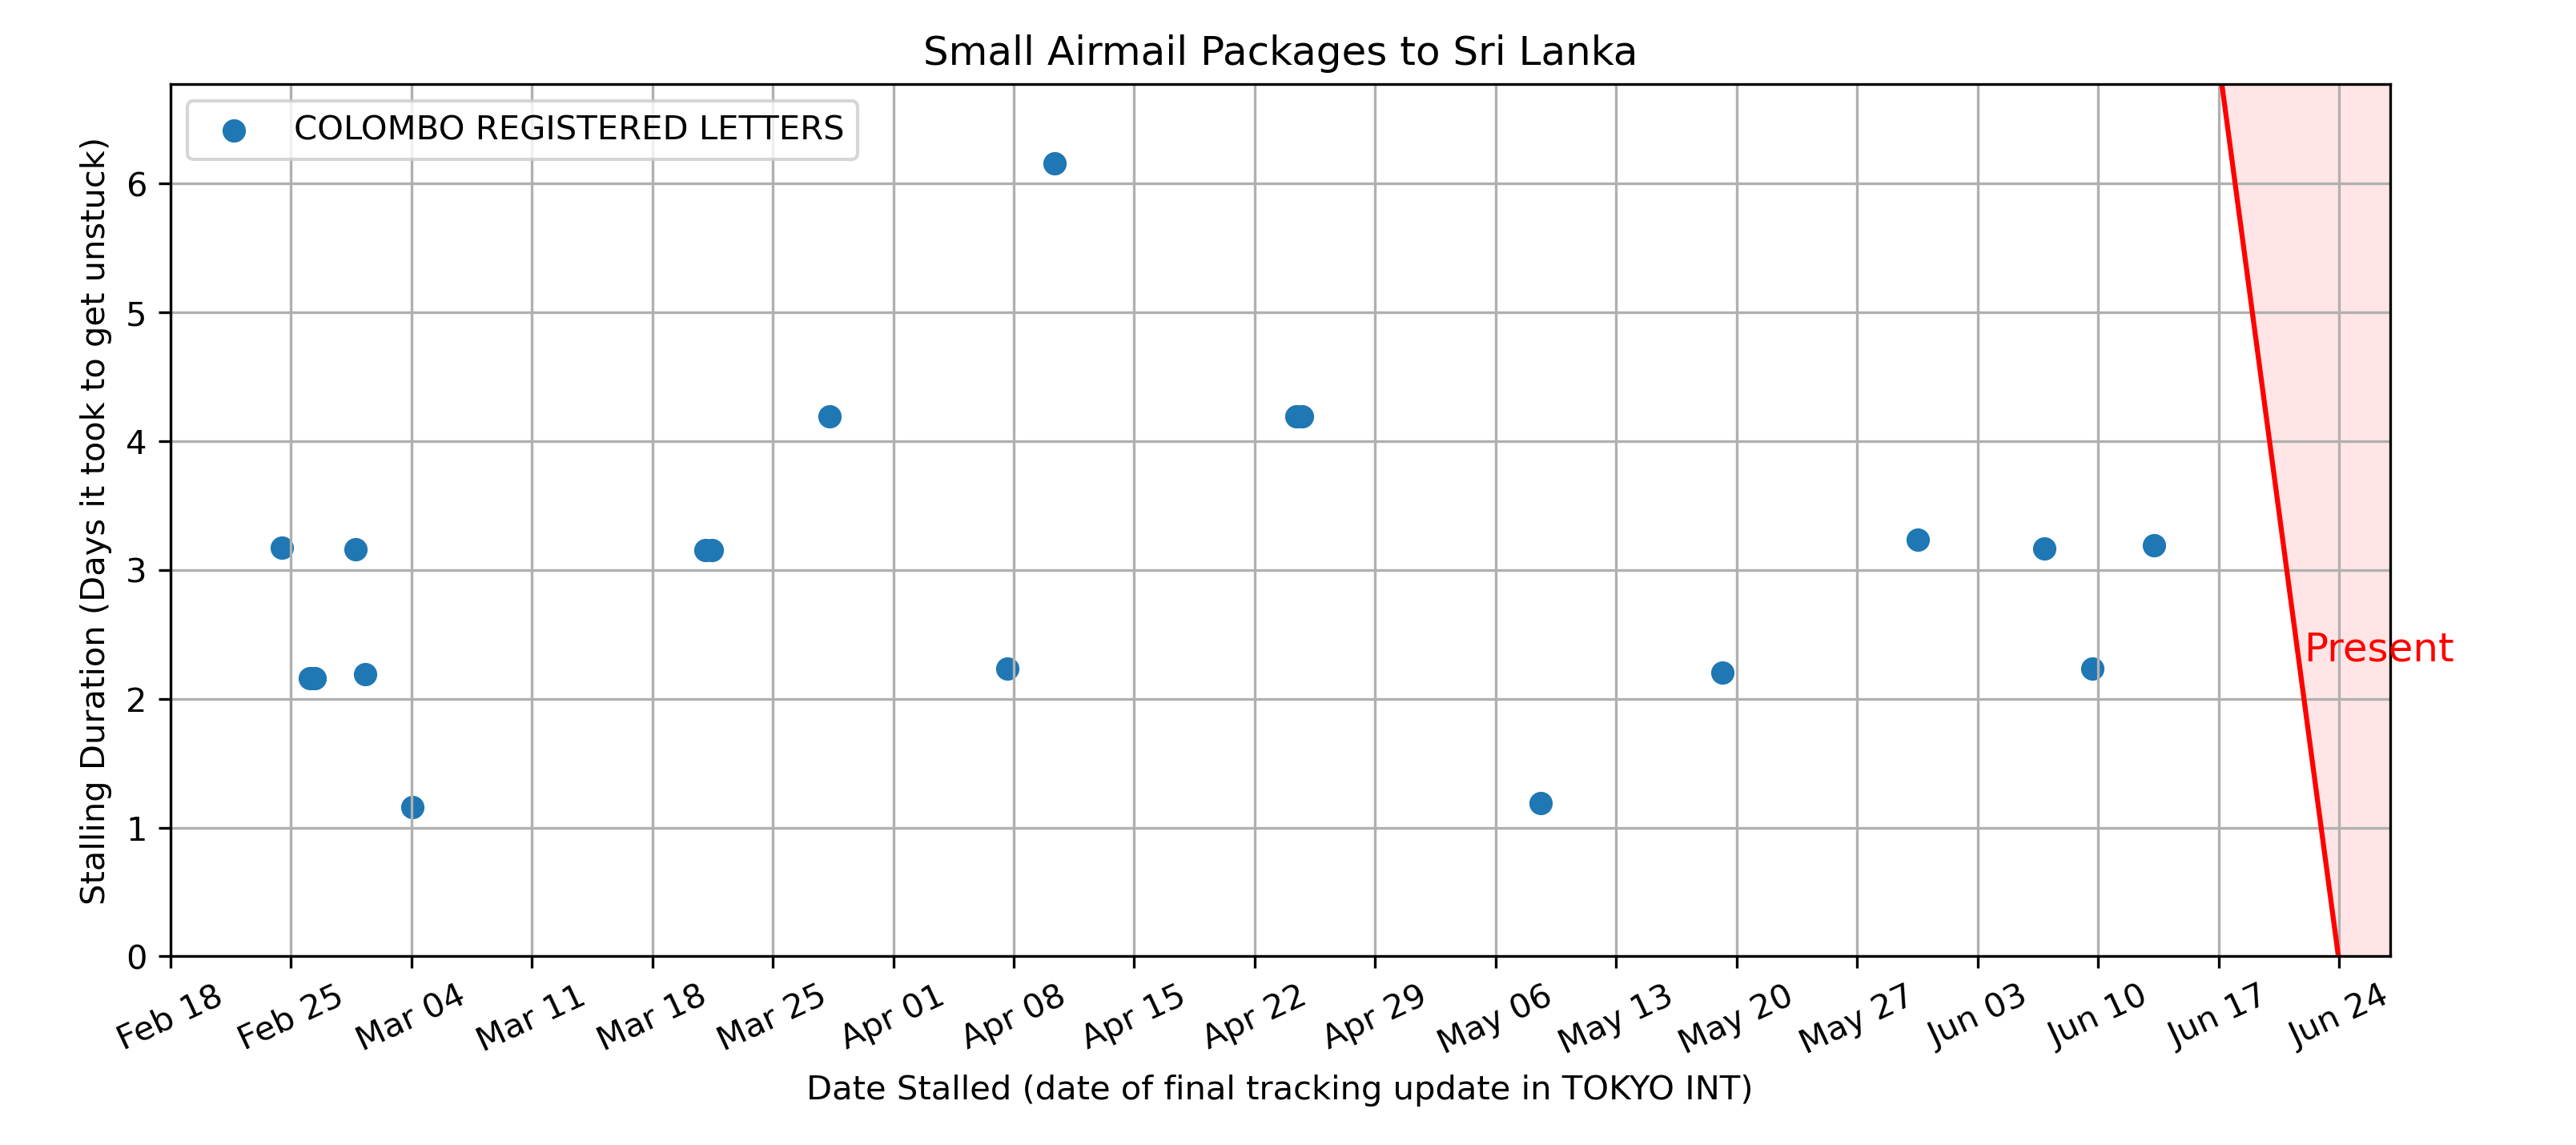 Small Airmail Packages to Sri Lanka
COLOMBO REGISTERED LETTERS
Stalling Duration (Days it took to get unstuck)
6
5
4
3
2
1
0
Present
Feb 18
Feb 25
Mar 04
Mar 11
Mar 18
Mar 25
Apr 01
Apr 08
Apr 15
Apr 22
Apr 29
May 06
May 13
May 20
May 27
Jun 03
Jun 10
Jun 17
Jun 24
Date Stalled (date of final tracking update in TOKYO INT)